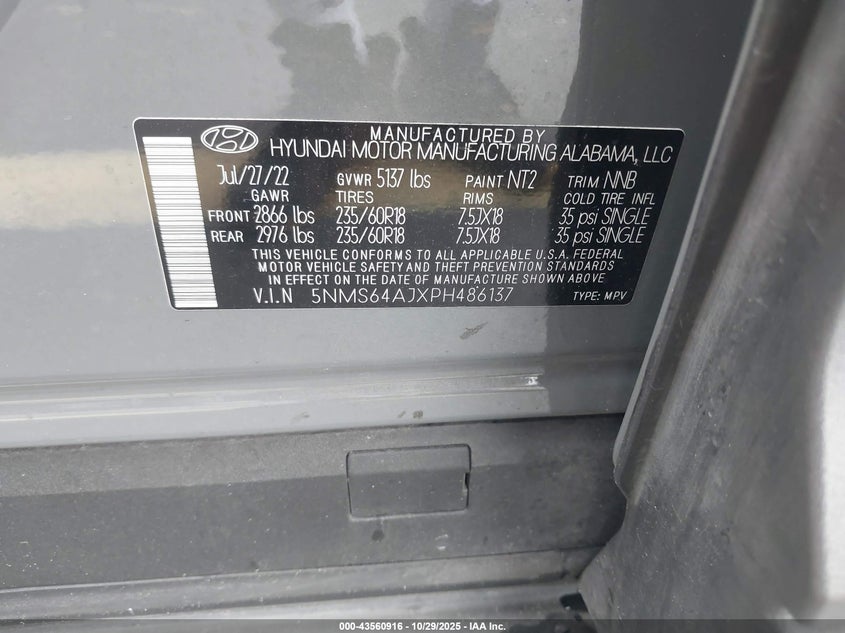 MANUFACTURED BY
HYUNDAI MOTOR MANUFACTURING ALABAMA, LLC
Jul/27/22 GVWR 5137 lbs PAINT NT2 TRIM NNB
GAWR TIRES RIMS COLD TIRE INFL
FRONT 2866 lbs 235/60R18 7.5JX18 35 psi SINGLE
REAR 2976 lbs 235/60R18 7.5JX18 35 psi SINGLE
THIS VEHICLE CONFORMS TO ALL APPLICABLE U.S.A. FEDERAL
MOTOR VEHICLE SAFETY AND THEFT PREVENTION STANDARDS
IN EFFECT ON THE DATE OF MANUFACTURE SHOWN ABOVE
V.I.N 5NMS64AJXPH486137 TYPE: MPV
000-43560916 - 10/29/2025 - IAA Inc.